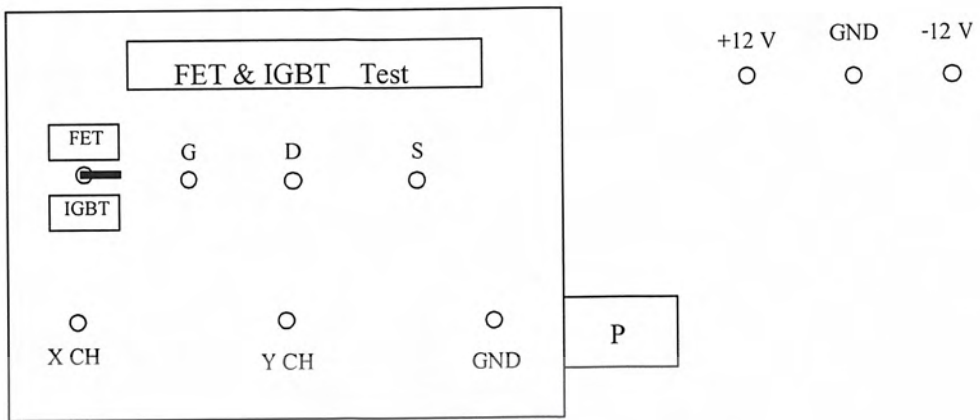 +12 V GND -12 V
FET & IGBT Test
FET
G D S
IGBT
P
X CH Y CH GND